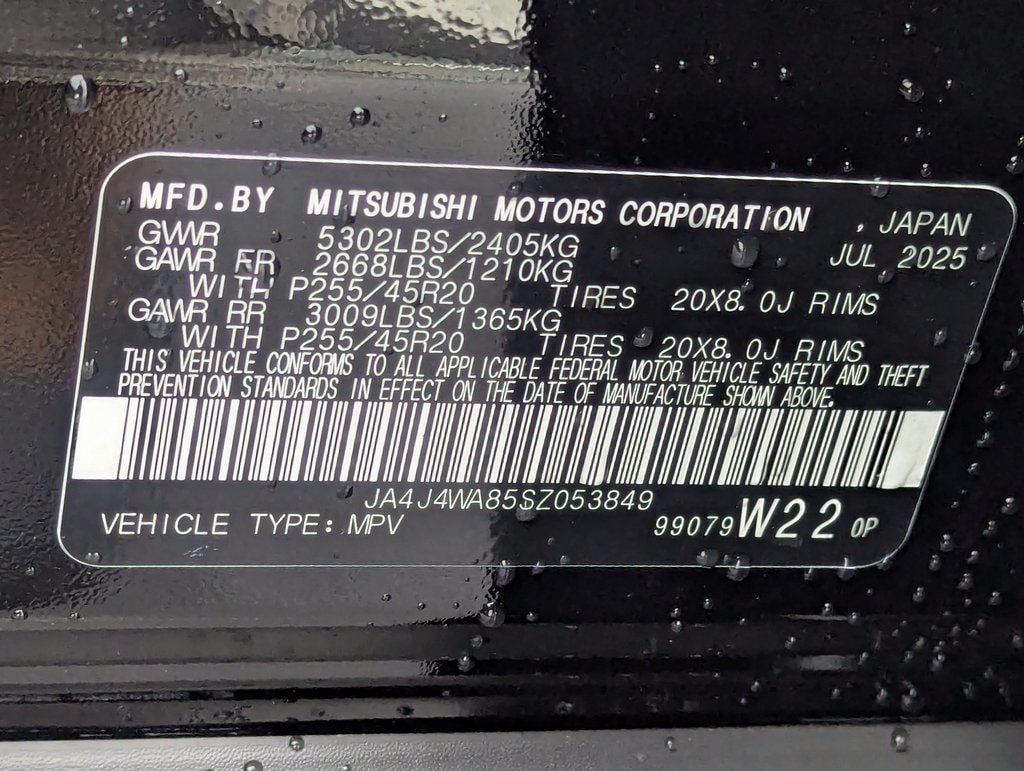 MFD.BY MITSUBISHI MOTORS CORPORATION , JAPAN
GVWR 5302LBS/2405KG JUL 2025
GAWR FR 2668LBS/1210KG
WITH P255/45R20 TIRES 20X8.0J RIMS
GAWR RR 3009LBS/1365KG
WITH P255/45R20 TIRES 20X8.0J RIMS
THIS VEHICLE CONFORMS TO ALL APPLICABLE FEDERAL MOTOR VEHICLE SAFETY AND THEFT
PREVENTION STANDARDS IN EFFECT ON THE DATE OF MANUFACTURE SHOWN ABOVE.
JA4J4WA85SZ053849
VEHICLE TYPE: MPV 99079 W22 0P